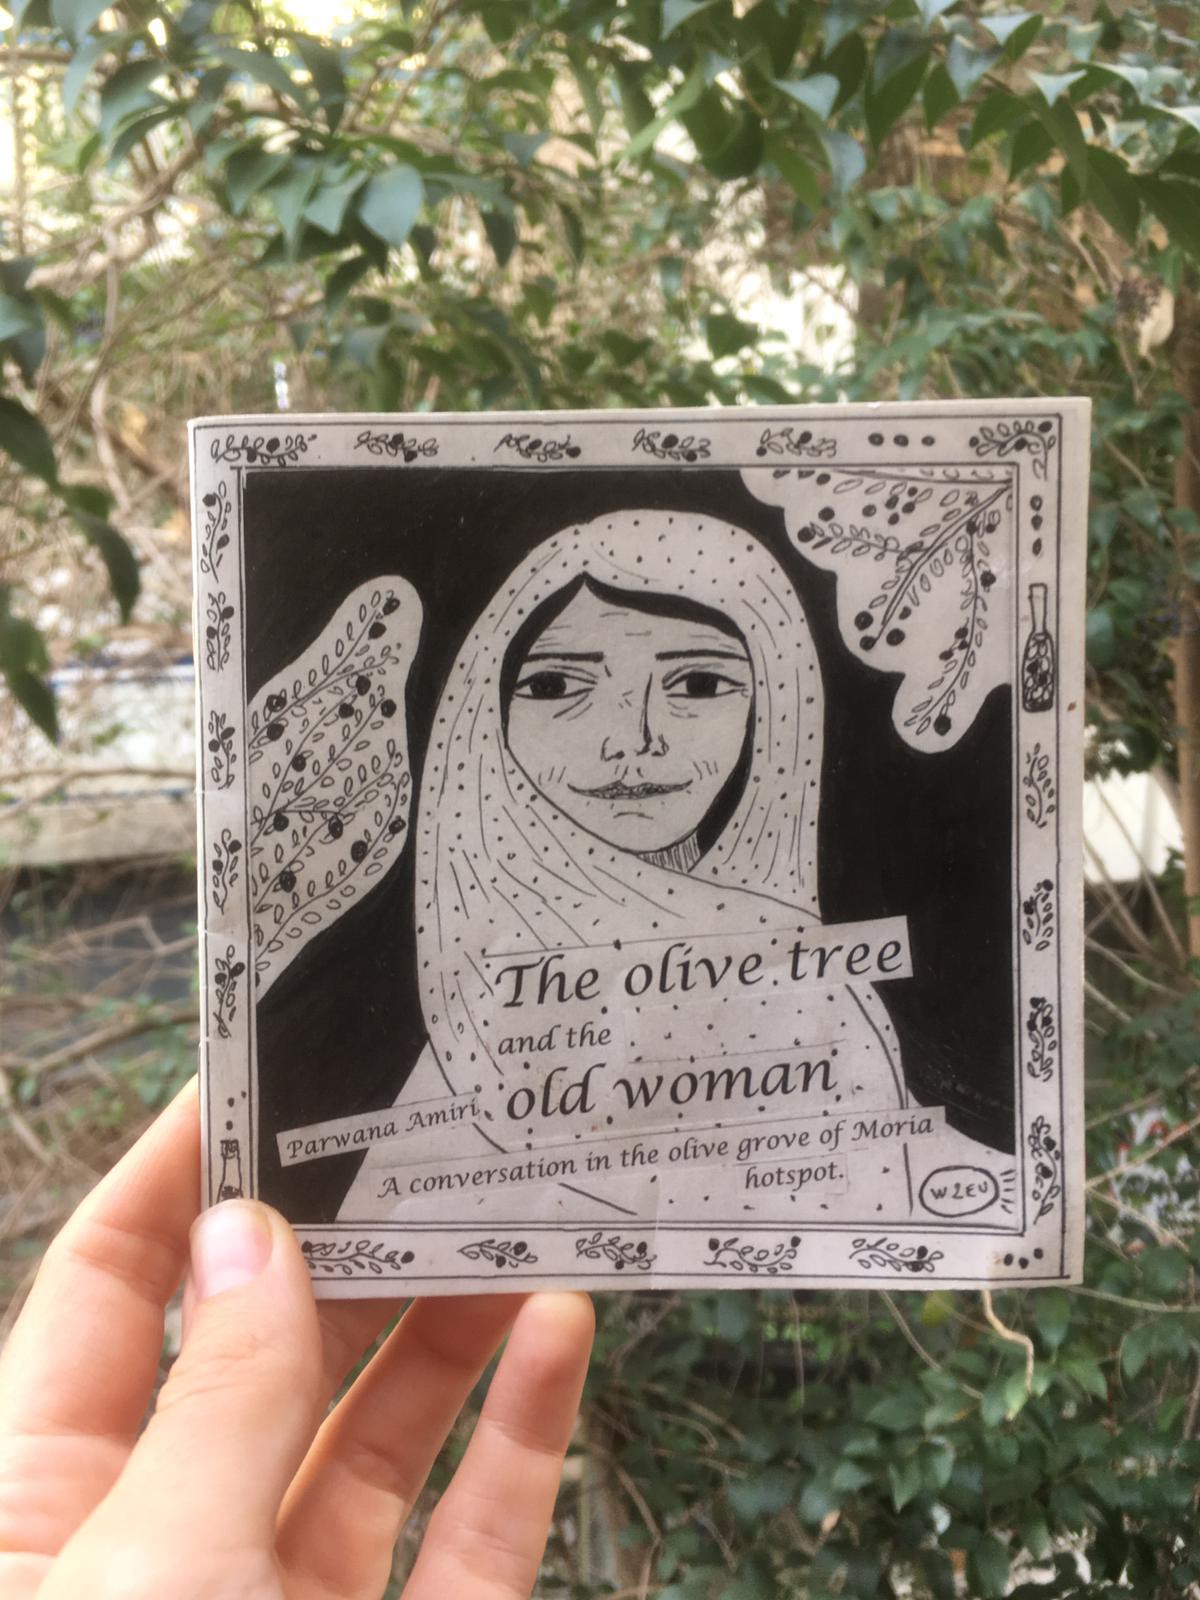 The olive tree
and the
old woman
Parwana Amiri
A conversation in the olive grove of Moria
hotspot.
W2EU